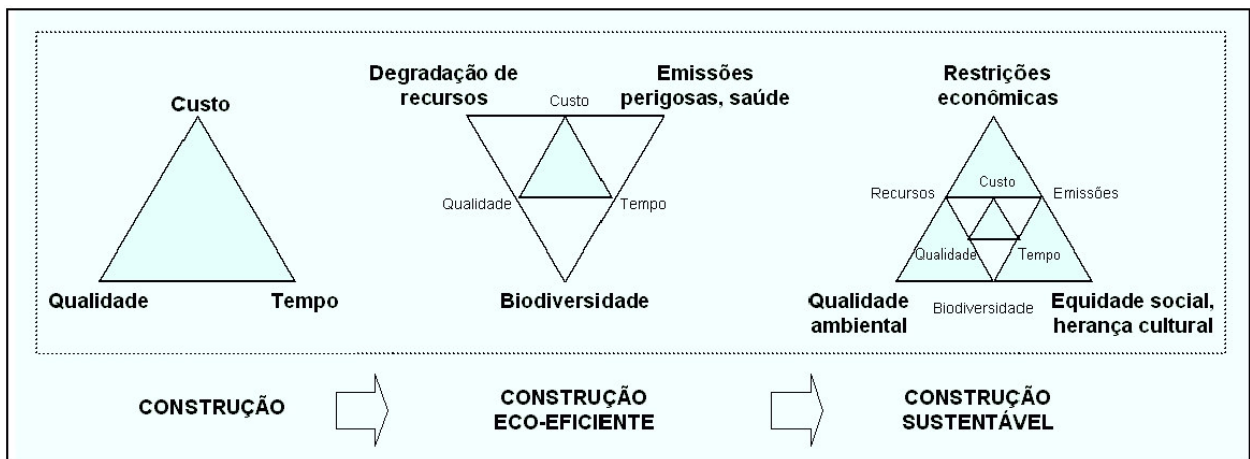 Custo
Qualidade
Tempo
CONSTRUÇÃO
Degradação de
recursos
Emissões
perigosas, saúde
Custo
Qualidade
Tempo
Biodiversidade
CONSTRUÇÃO
ECO-EFICIENTE
Restrições
econômicas
Recursos
Custo
Emissões
Qualidade
Tempo
Qualidade
ambiental
Biodiversidade
Equidade social,
herança cultural
CONSTRUÇÃO
SUSTENTÁVEL